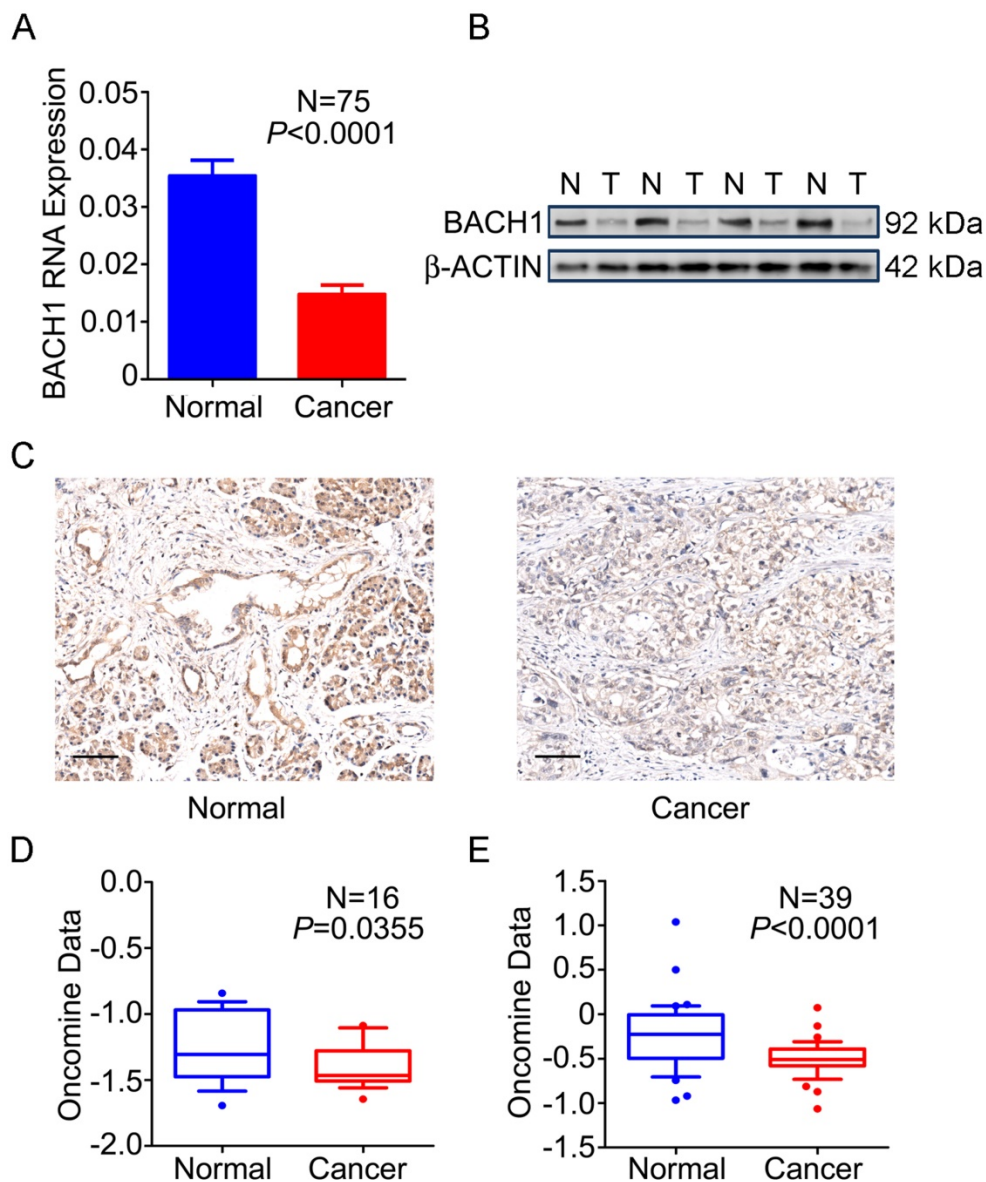 A
BACH1 RNA Expression
0.05
0.04
0.03
0.02
0.01
0
N=75
P<0.0001
Normal
Cancer
B
N T N T N T N T
BACH1
92 kDa
β-ACTIN
42 kDa
C
Normal
Cancer
D
Oncomine Data
0.0
-0.5
-1.0
-1.5
-2.0
N=16
P=0.0355
Normal
Cancer
E
Oncomine Data
1.5
1.0
0.5
0
-0.5
-1.0
-1.5
N=39
P<0.0001
Normal
Cancer